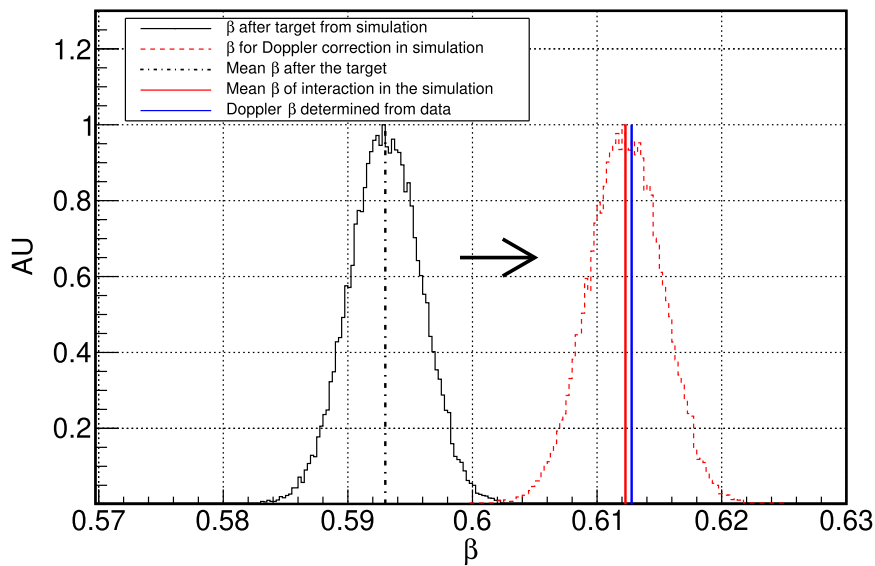 β after target from simulation
β for Doppler correction in simulation
Mean β after the target
Mean β of interaction in the simulation
Doppler β determined from data
1.2
1
0.8
0.6
0.4
0.2
AU
0.57 0.58 0.59 0.6 0.61 0.62 0.63
β